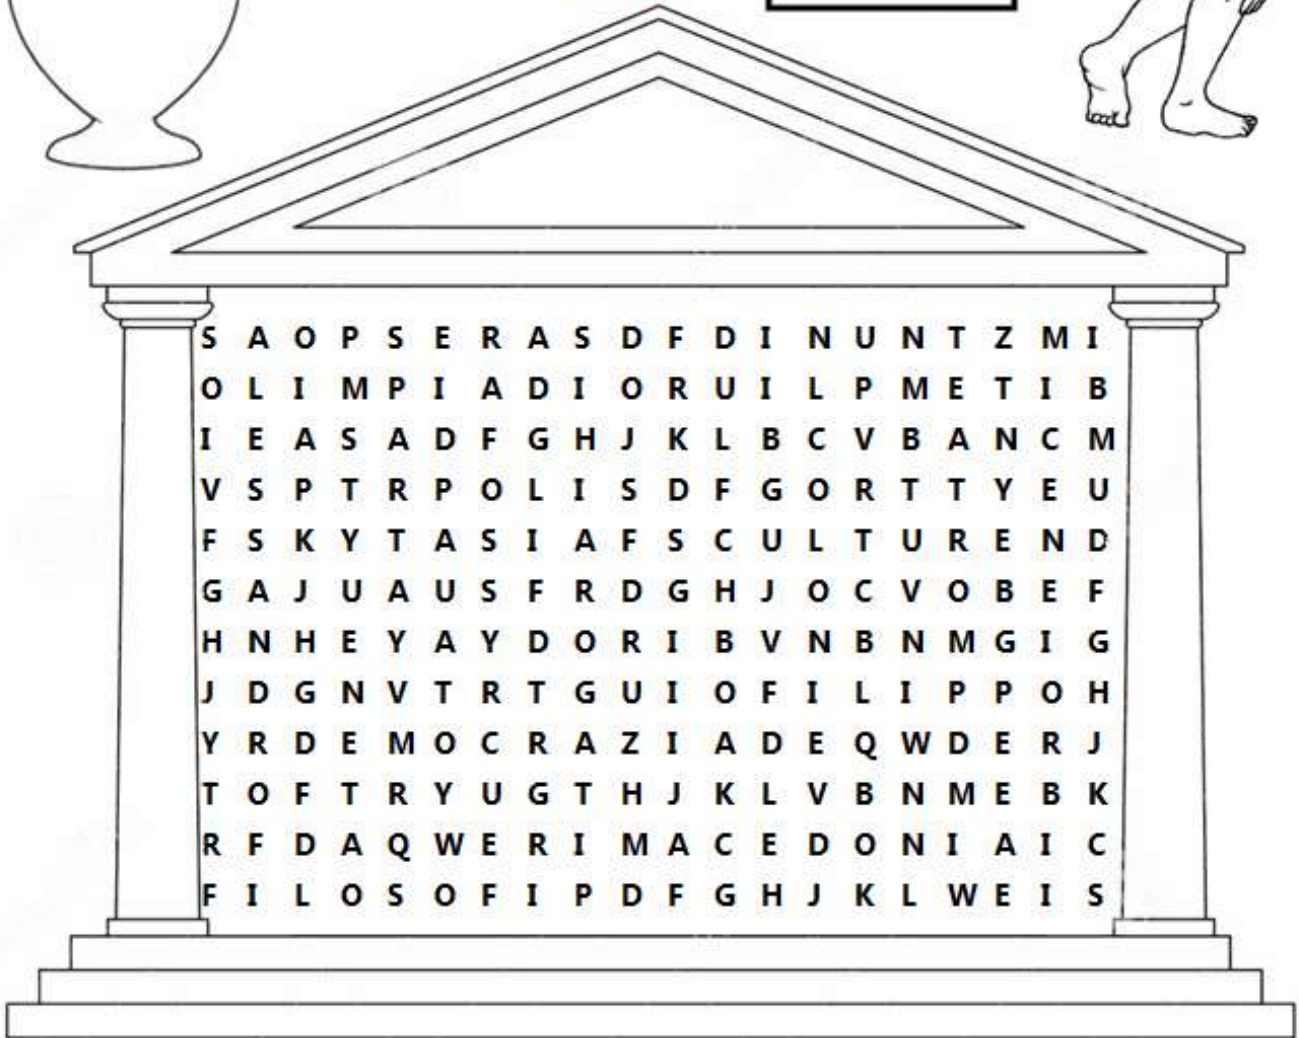 S A O P S E R A S D F D I N U N T Z M I
O L I M P I A D I O R U I L P M E T I B
I E A S A D F G H J K L B C V B A N C M
V S P T R P O L I S D F G O R T T Y E U
F S K Y T A S I A F S C U L T U R E N D
G A J U A U S F R D G H J O C V O B E F
H N H E Y A Y D O R I B V N B N M G I G
J D G N V T R T G U I O F I L I P P O H
Y R D E M O C R A Z I A D E Q W D E R J
T O F T R Y U G T H J K L V B N M E B K
R F D A Q W E R I M A C E D O N I A I C
F I L O S O F I P D F G H J K L W E I S